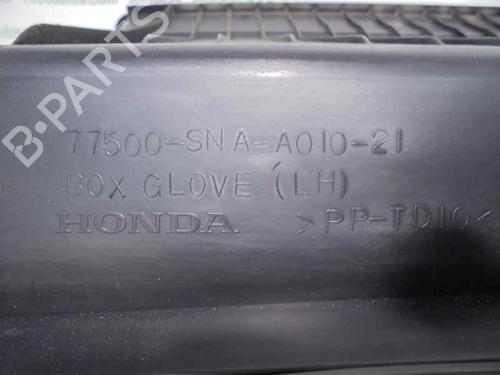 77500-SNA-A010-21
BOX GLOVE (LH)
HONDA >PP-TD10<
B-PARTS